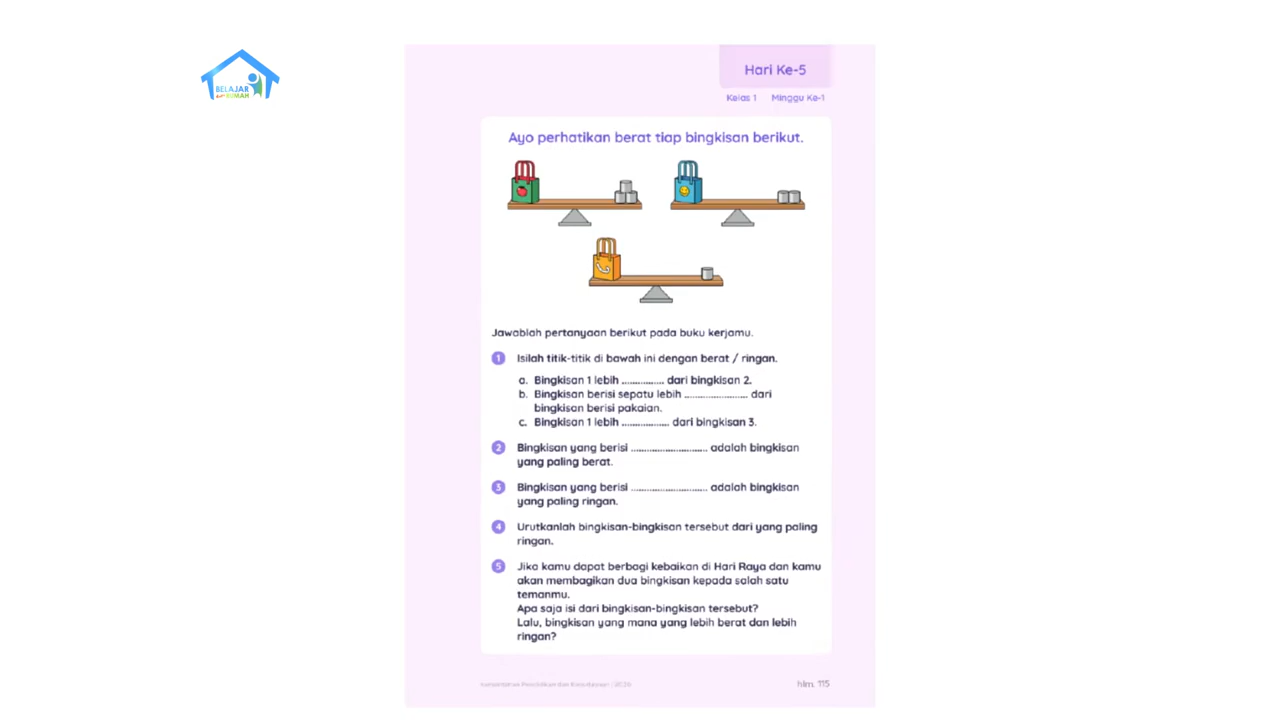 BELAJAR
RUMAH
Hari Ke-5
Kelas 1 Minggu Ke-1
Ayo perhatikan berat tiap bingkisan berikut.
Jawablah pertanyaan berikut pada buku kerjamu.
1 Isilah titik-titik di bawah ini dengan berat / ringan.
a. Bingkisan 1 lebih .............. dari bingkisan 2.
b. Bingkisan berisi sepatu lebih ..................... dari
bingkisan berisi pakaian.
c. Bingkisan 1 lebih ................ dari bingkisan 3.
2 Bingkisan yang berisi ......................... adalah bingkisan
yang paling berat.
3 Bingkisan yang berisi ......................... adalah bingkisan
yang paling ringan.
4 Urutkanlah bingkisan-bingkisan tersebut dari yang paling
ringan.
5 Jika kamu dapat berbagi kebaikan di Hari Raya dan kamu
akan membagikan dua bingkisan kepada salah satu
temanmu.
Apa saja isi dari bingkisan-bingkisan tersebut?
Lalu, bingkisan yang mana yang lebih berat dan lebih
ringan?
Kementerian Pendidikan dan Kebudayaan | 2020
hlm. 115